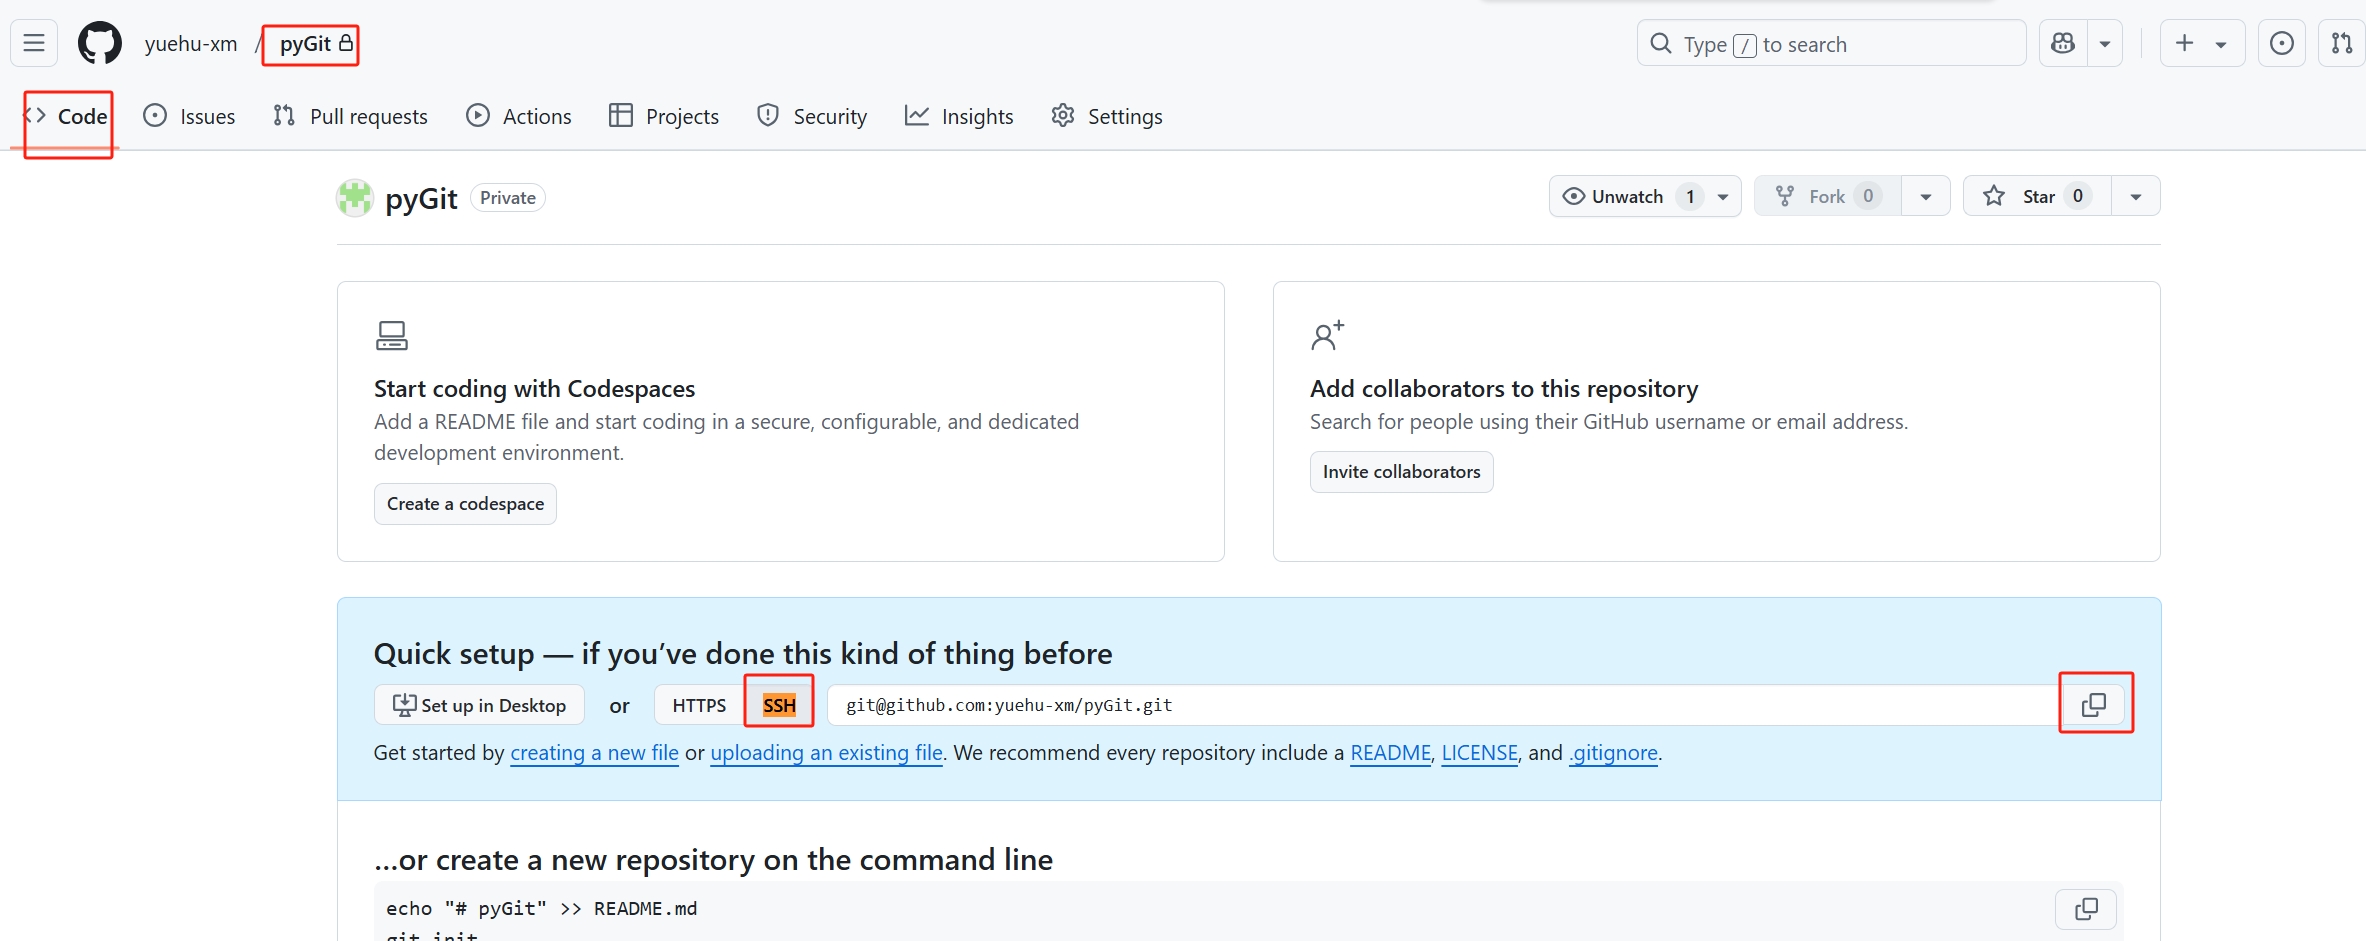 yuehu-xm / pyGit
Type / to search
Code Issues Pull requests Actions Projects Security Insights Settings
pyGit Private
Unwatch 1 Fork 0 Star 0
Start coding with Codespaces
Add a README file and start coding in a secure, configurable, and dedicated
development environment.
Create a codespace
Add collaborators to this repository
Search for people using their GitHub username or email address.
Invite collaborators
Quick setup — if you’ve done this kind of thing before
Set up in Desktop or HTTPS SSH git@github.com:yuehu-xm/pyGit.git
Get started by creating a new file or uploading an existing file. We recommend every repository include a README, LICENSE, and .gitignore.
...or create a new repository on the command line
echo "# pyGit" >> README.md
git init